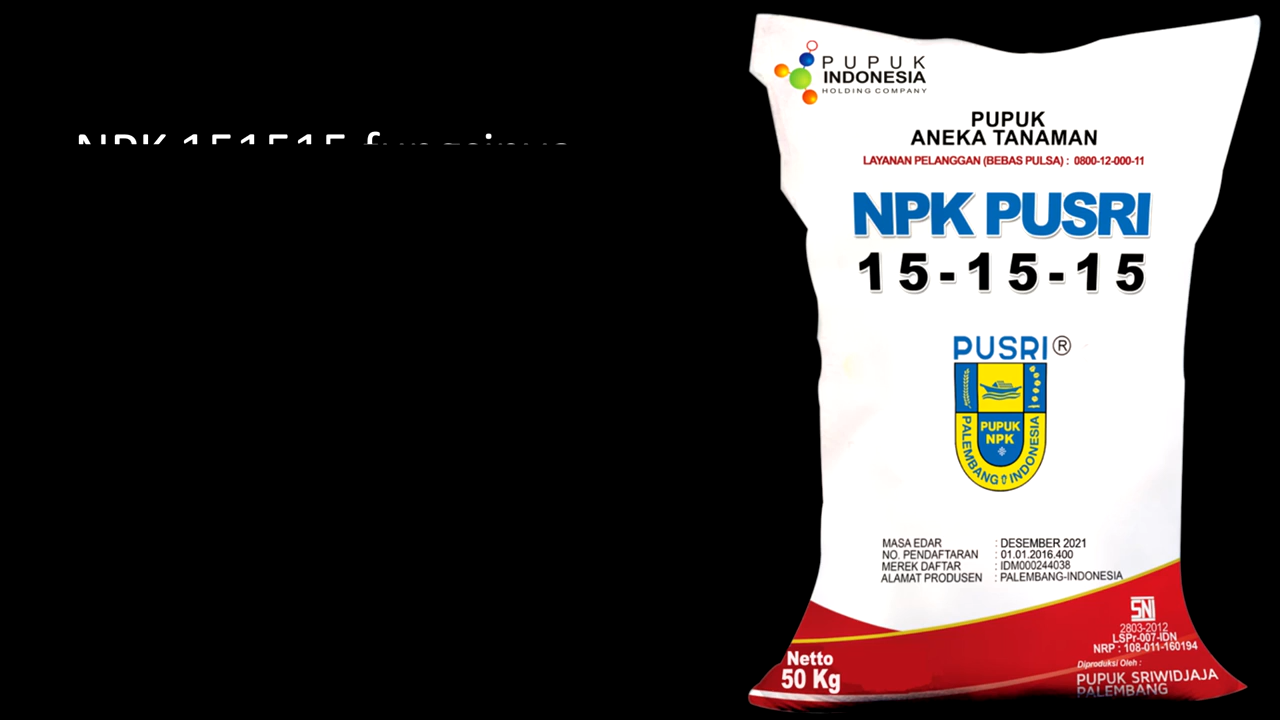 NPK 151515 fungsinya
PUPUK
INDONESIA
HOLDING COMPANY
PUPUK
ANEKA TANAMAN
LAYANAN PELANGGAN (BEBAS PULSA) : 0800-12-000-11
NPK PUSRI
15-15-15
PUSRI ®
PUPUK
NPK
PALEMBANG INDONESIA
MASA EDAR : DESEMBER 2021
NO. PENDAFTARAN : 01.01.2016.400
MEREK DAFTAR : IDM000244038
ALAMAT PRODUSEN : PALEMBANG-INDONESIA
SNI
2803-2012
LSPr-007-IDN
NRP : 108-011-160194
Netto
50 Kg
Diproduksi Oleh :
PUPUK SRIWIDJAJA
PALEMBANG